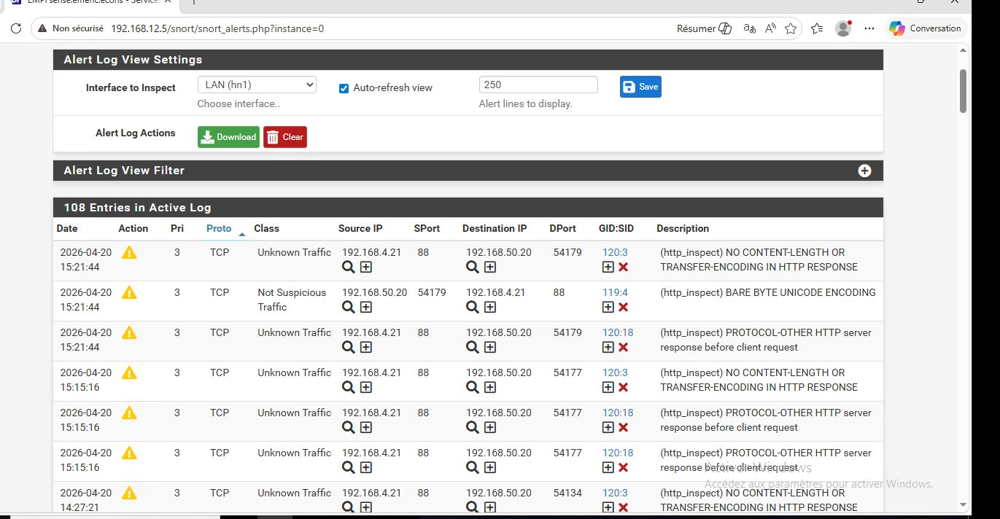 EMPFsense.emeric.econs - Service
Non sécurisé 192.168.12.5/snort/snort_alerts.php?instance=0 Résumer Conversation
Alert Log View Settings
Interface to Inspect LAN (hn1) Auto-refresh view 250 Save
Choose interface.. Alert lines to display.
Alert Log Actions Download Clear
Alert Log View Filter
108 Entries in Active Log
Date Action Pri Proto Class Source IP SPort Destination IP DPort GID:SID Description
2026-04-20 3 TCP Unknown Traffic 192.168.4.21 88 192.168.50.20 54179 120:3 (http_inspect) NO CONTENT-LENGTH OR
15:21:44 TRANSFER-ENCODING IN HTTP RESPONSE
2026-04-20 3 TCP Not Suspicious 192.168.50.20 54179 192.168.4.21 88 119:4 (http_inspect) BARE BYTE UNICODE ENCODING
15:21:44 Traffic
2026-04-20 3 TCP Unknown Traffic 192.168.4.21 88 192.168.50.20 54179 120:18 (http_inspect) PROTOCOL-OTHER HTTP server
15:21:44 response before client request
2026-04-20 3 TCP Unknown Traffic 192.168.4.21 88 192.168.50.20 54177 120:3 (http_inspect) NO CONTENT-LENGTH OR
15:15:16 TRANSFER-ENCODING IN HTTP RESPONSE
2026-04-20 3 TCP Unknown Traffic 192.168.4.21 88 192.168.50.20 54177 120:18 (http_inspect) PROTOCOL-OTHER HTTP server
15:15:16 response before client request
2026-04-20 3 TCP Unknown Traffic 192.168.4.21 88 192.168.50.20 54177 120:18 (http_inspect) PROTOCOL-OTHER HTTP server
15:15:16 response before client request
Activer Windows
Accédez aux paramètres pour activer Windows.
2026-04-20 3 TCP Unknown Traffic 192.168.4.21 88 192.168.50.20 54134 120:3 (http_inspect) NO CONTENT-LENGTH OR
14:27:21 TRANSFER-ENCODING IN HTTP RESPONSE